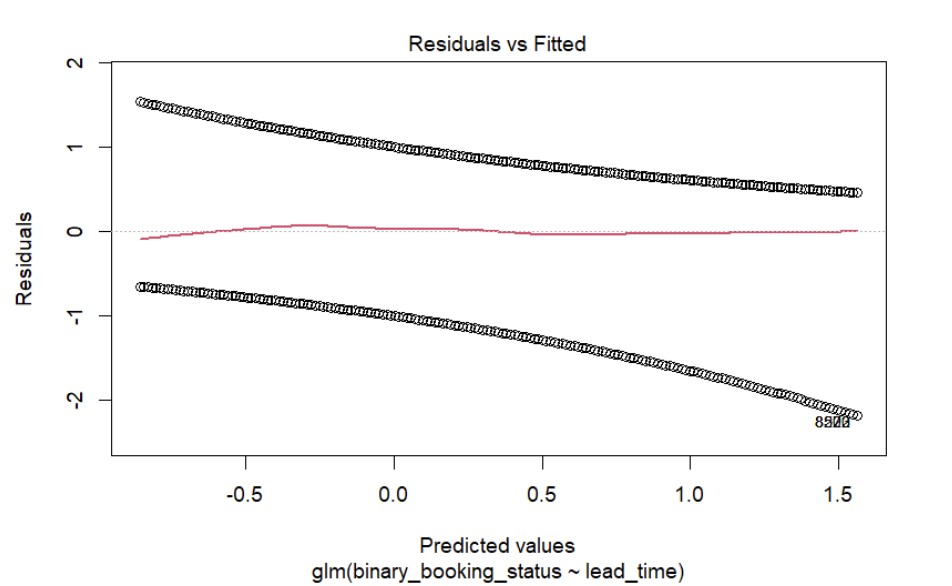 Residuals vs Fitted
Residuals
2
1
0
-1
-2
-0.5 0.0 0.5 1.0 1.5
Predicted values
glm(binary_booking_status ~ lead_time)